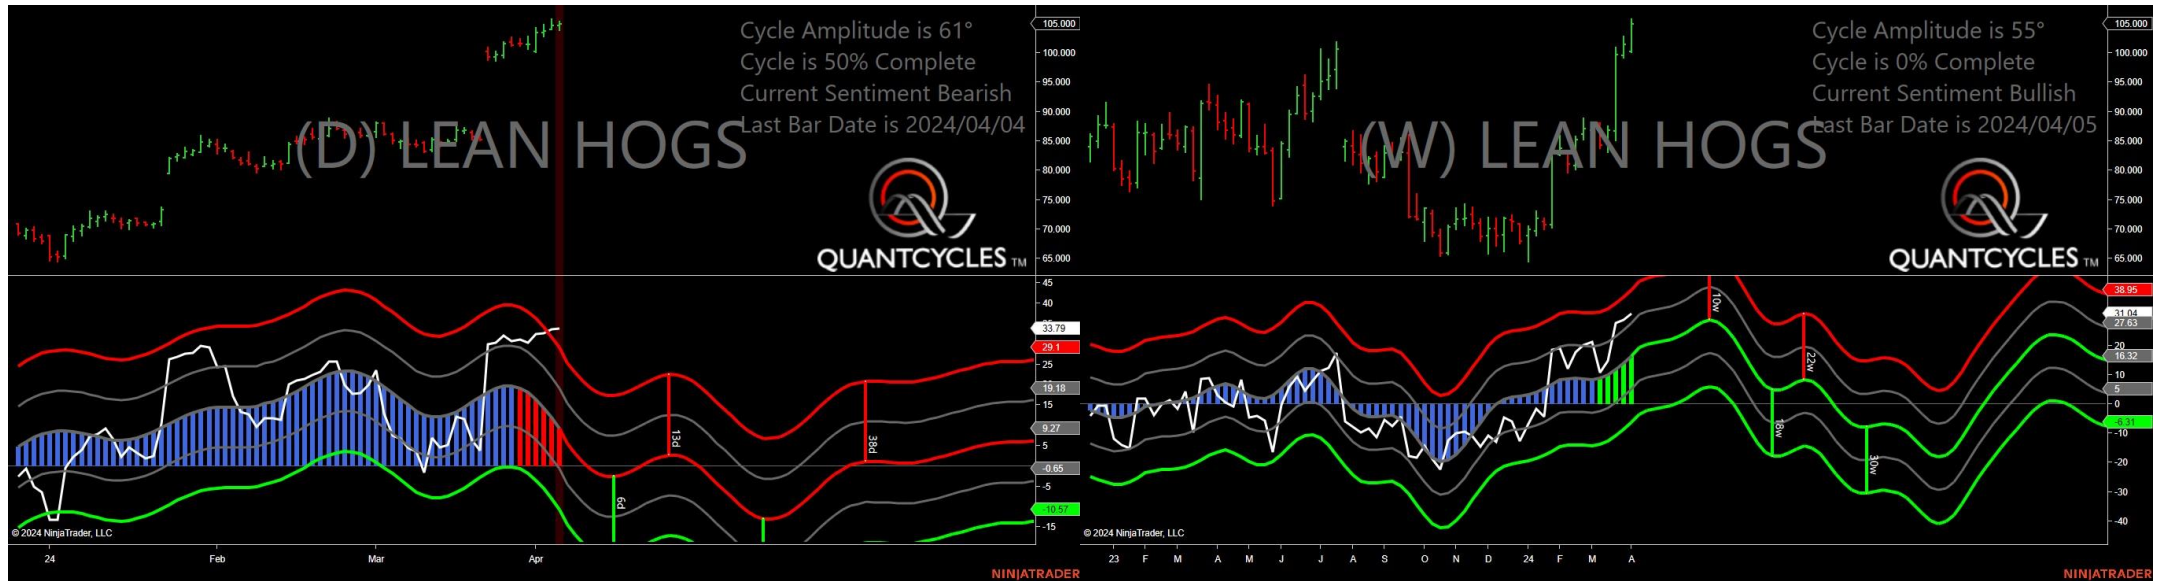 Cycle Amplitude is 61°
Cycle is 50% Complete
Current Sentiment Bearish
Last Bar Date is 2024/04/04
(D) LEAN HOGS
QUANTCYCLES TM
105.000
100.000
95.000
90.000
85.000
80.000
75.000
70.000
65.000
45
40
33.79
29.1
25
19.18
15
9.27
5
-0.65
-5
-10.57
-15
13d
38d
6d
© 2024 NinjaTrader, LLC
24
Feb
Mar
Apr
NINJATRADER
Cycle Amplitude is 55°
Cycle is 0% Complete
Current Sentiment Bullish
Last Bar Date is 2024/04/05
(W) LEAN HOGS
QUANTCYCLES TM
105.000
100.000
95.000
90.000
85.000
80.000
75.000
70.000
65.000
38.95
31.04
27.63
20
16.32
10
5
0
-6.31
-10
-20
-30
-40
10w
22w
18w
30w
© 2024 NinjaTrader, LLC
23 F M A M J J A S O N D 24 F M A
NINJATRADER